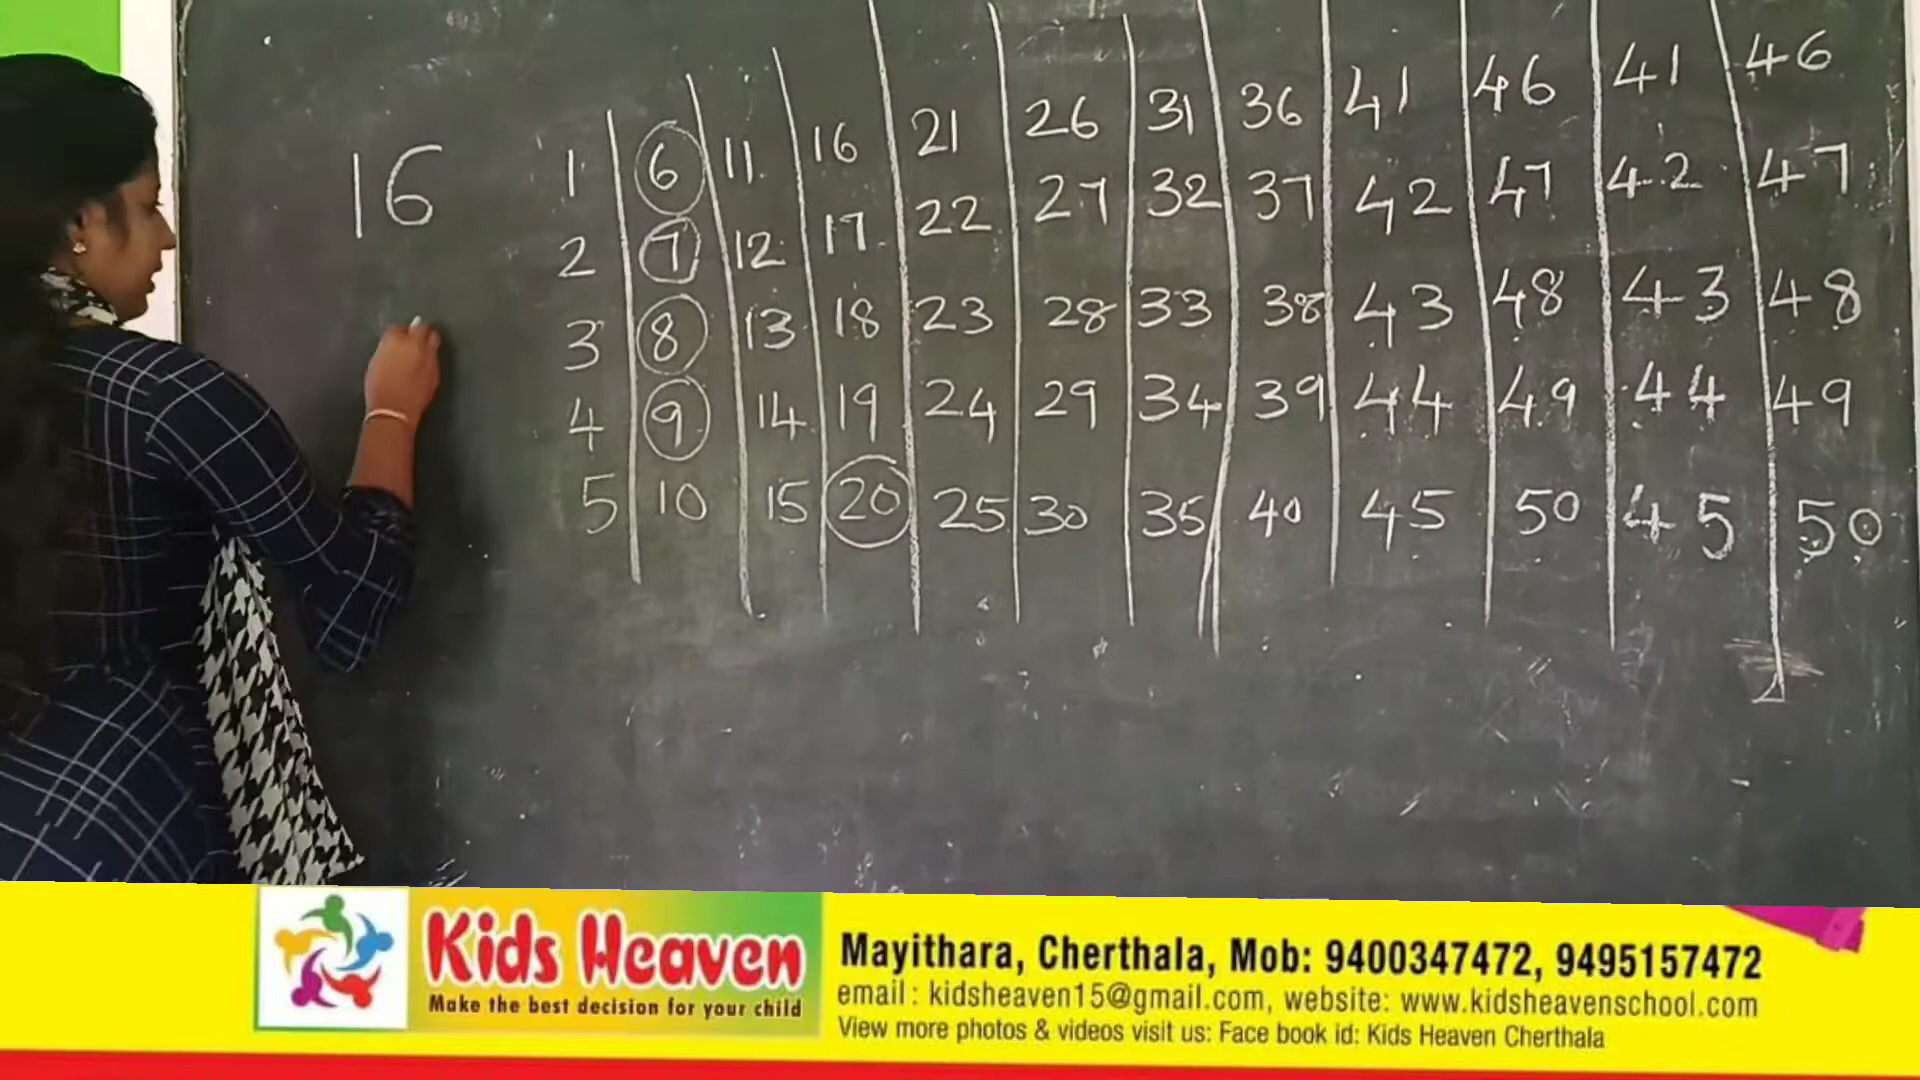 16
1 6 11 16 21 26 31 36 41 46 41 46
2 7 12 17 22 27 32 37 42 47 42 47
3 8 13 18 23 28 33 38 43 48 43 48
4 9 14 19 24 29 34 39 44 49 44 49
5 10 15 20 25 30 35 40 45 50 45 50
Kids Heaven
Make the best decision for your child
Mayithara, Cherthala, Mob: 9400347472, 9495157472
email : kidsheaven15@gmail.com, website: www.kidsheavenschool.com
View more photos & videos visit us: Face book id: Kids Heaven Cherthala